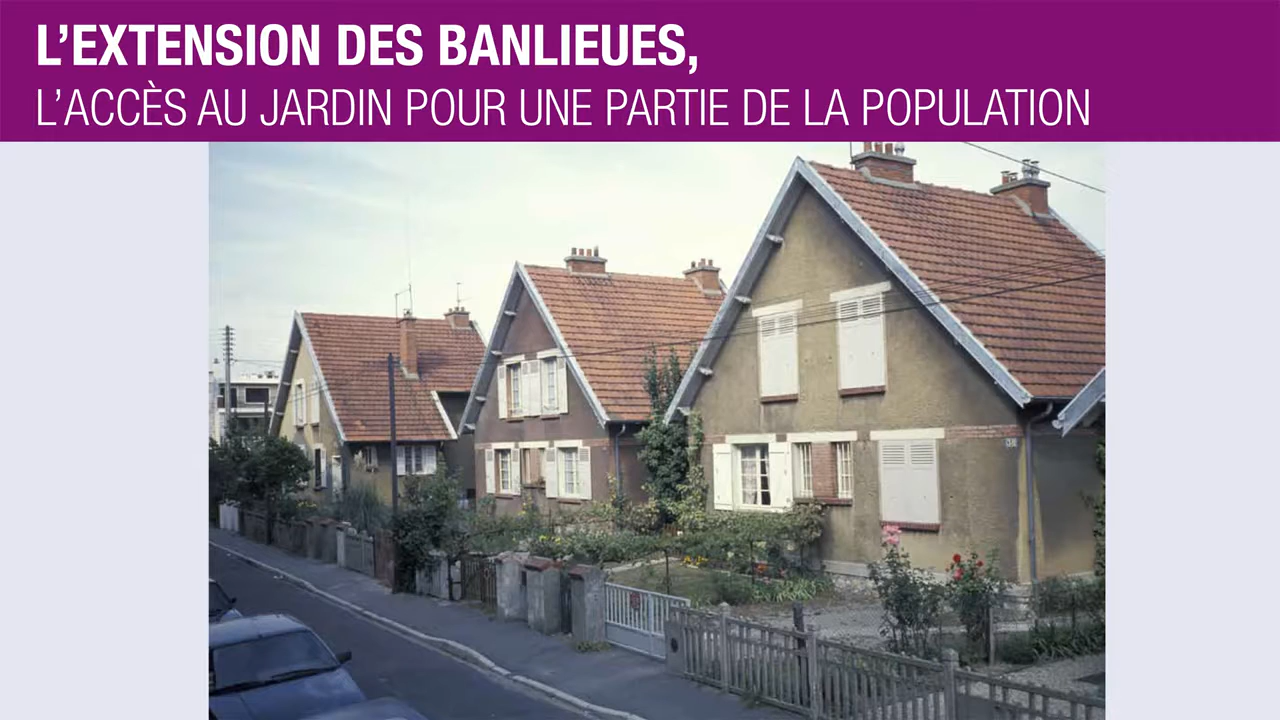 L’EXTENSION DES BANLIEUES,
L’ACCÈS AU JARDIN POUR UNE PARTIE DE LA POPULATION